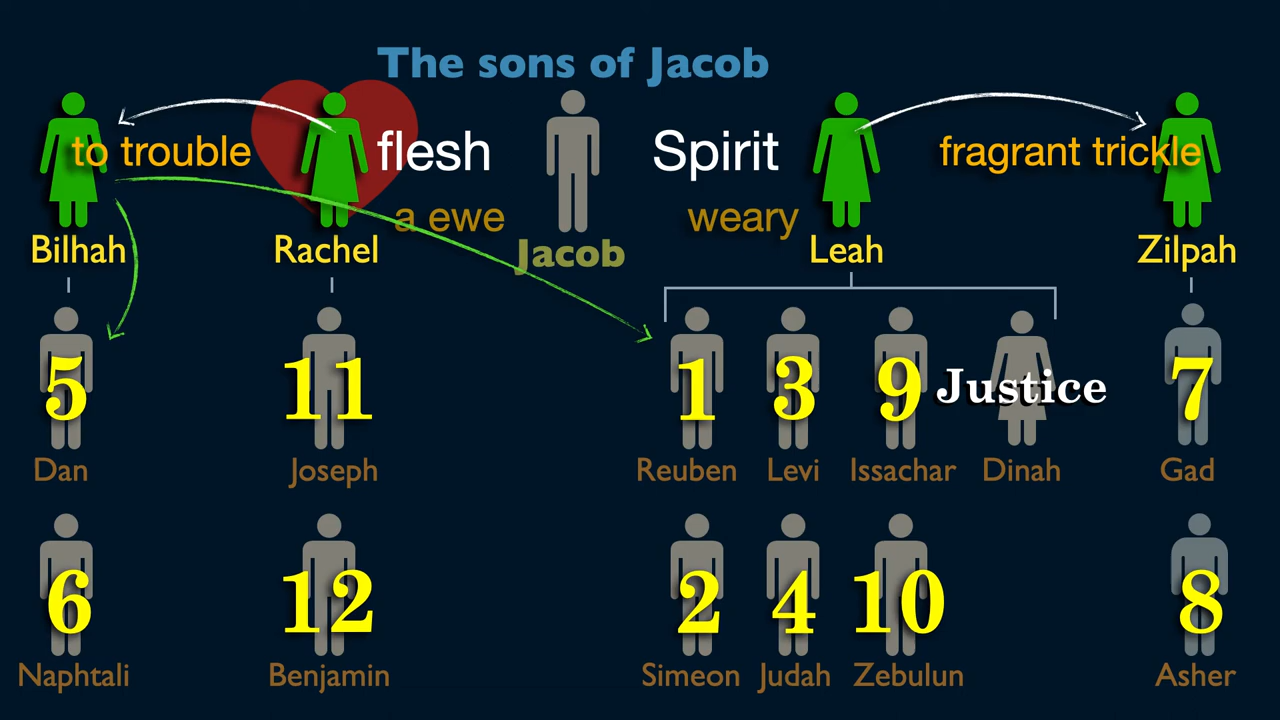 The sons of Jacob
to trouble
flesh
Spirit
fragrant trickle
a ewe
weary
Bilhah
Rachel
Jacob
Leah
Zilpah
5
11
1
3
9
Justice
7
Dan
Joseph
Reuben
Levi
Issachar
Dinah
Gad
6
12
2
4
10
8
Naphtali
Benjamin
Simeon
Judah
Zebulun
Asher